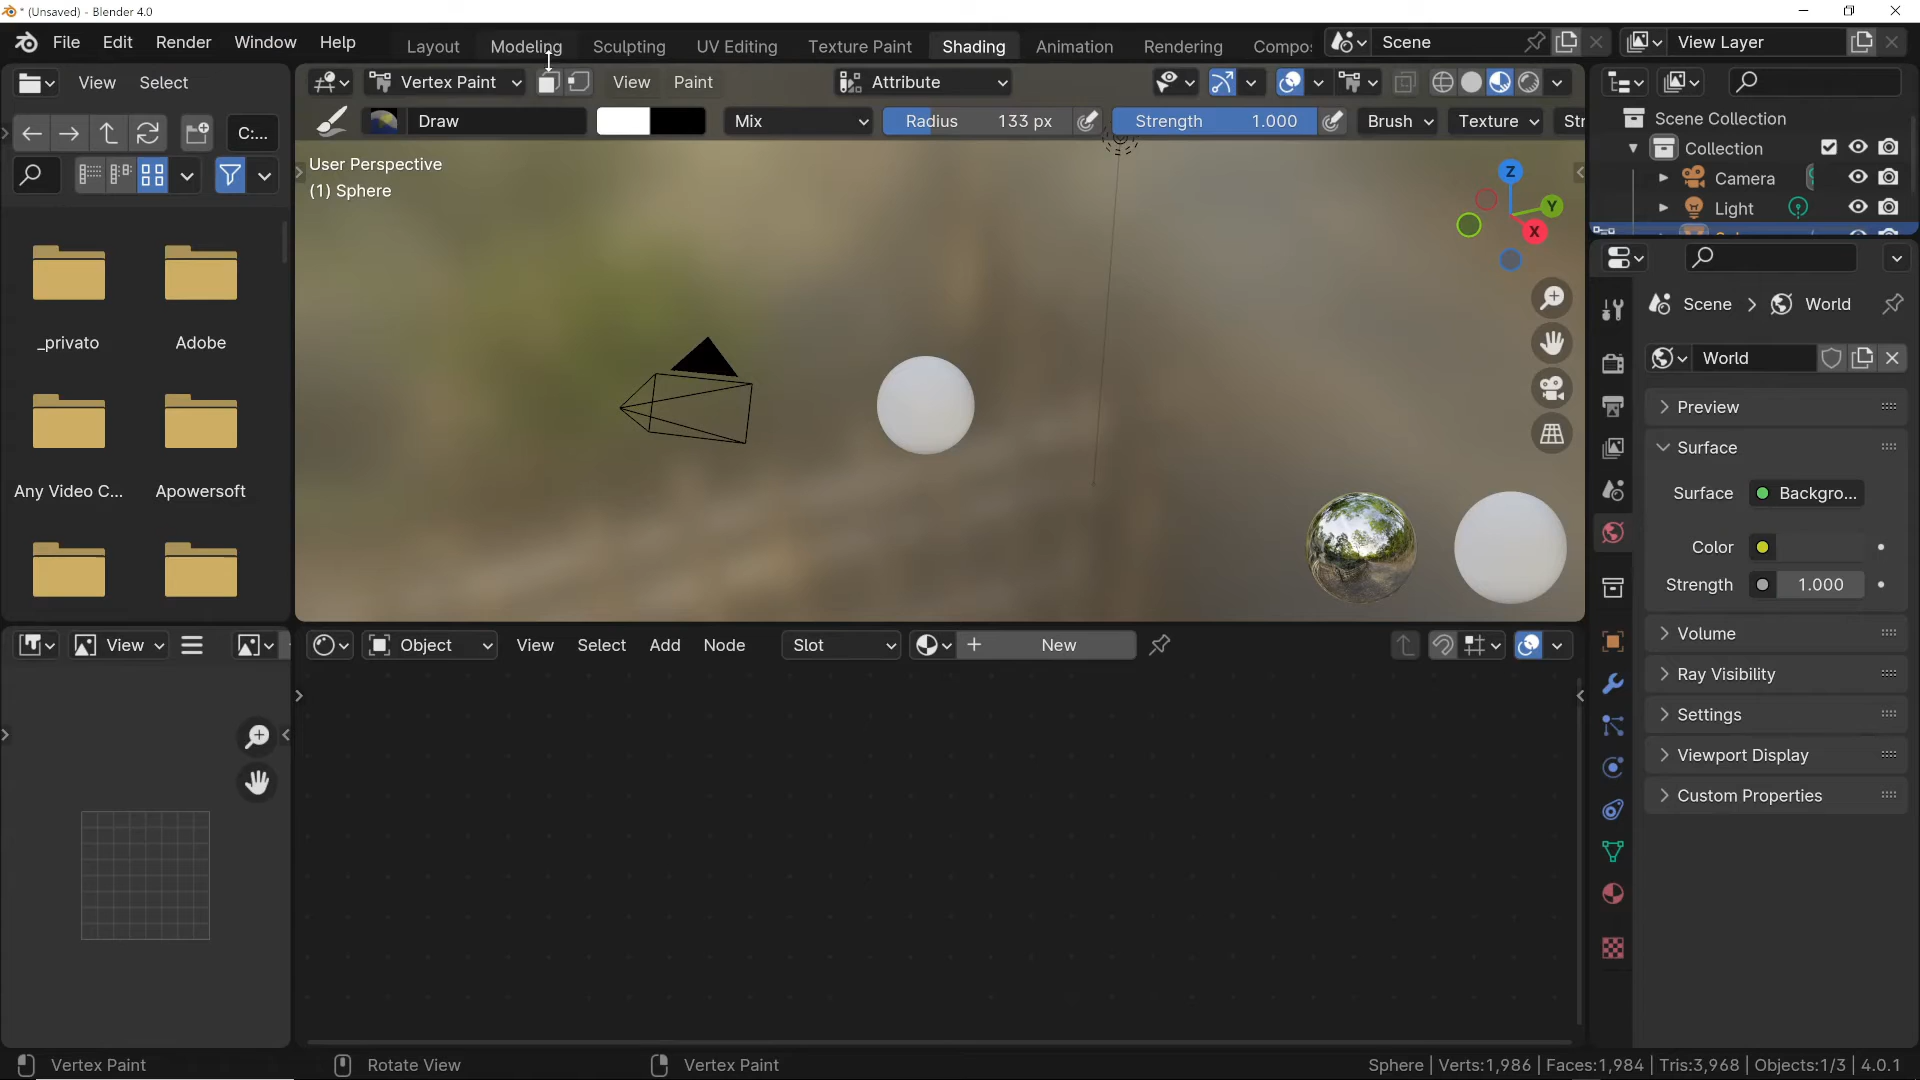 * (Unsaved) - Blender 4.0
File Edit Render Window Help Layout Modeling Sculpting UV Editing Texture Paint Shading Animation Rendering Compo: Scene View Layer
View Select Vertex Paint View Paint Attribute
C:... Draw Mix Radius 133 px Strength 1.000 Brush Texture Str
User Perspective
(1) Sphere
Z
Y
X
Scene Collection
Collection
Camera
Light
_privato Adobe
Any Video C... Apowersoft
Scene World
World
Preview
Surface
Surface Backgro...
Color
Strength 1.000
Volume
Ray Visibility
Settings
Viewport Display
Custom Properties
View Object View Select Add Node Slot New
Vertex Paint Rotate View Vertex Paint Sphere | Verts:1,986 | Faces:1,984 | Tris:3,968 | Objects:1/3 | 4.0.1